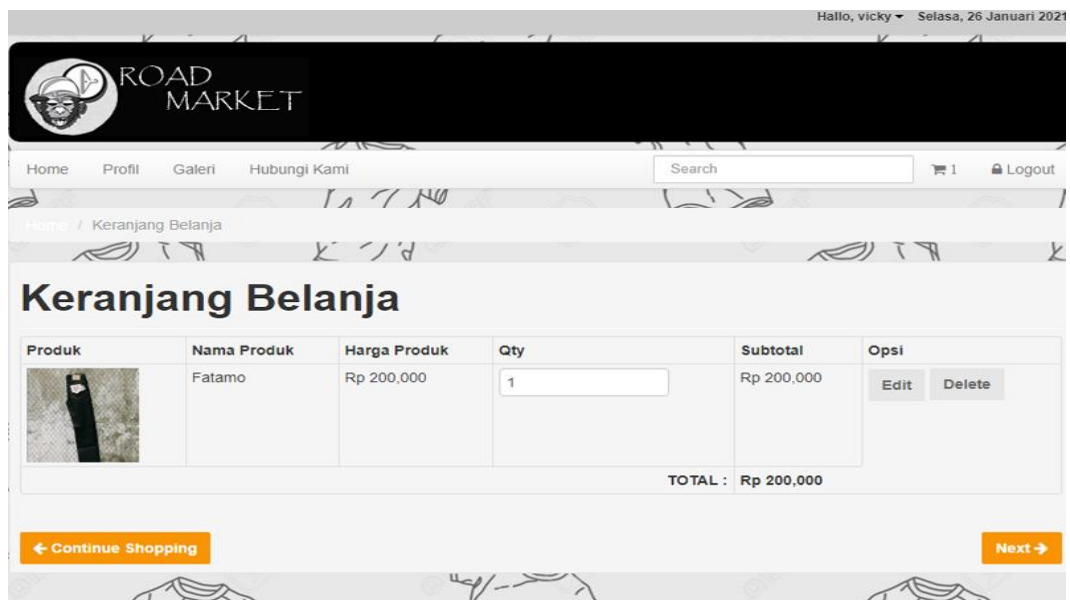 Hallo, vicky Selasa, 26 Januari 2021
ROAD
MARKET
Home Profil Galeri Hubungi Kami Search 1 Logout
Home / Keranjang Belanja
Keranjang Belanja
Produk Nama Produk Harga Produk Qty Subtotal Opsi
Fatamo Rp 200,000 1 Rp 200,000 Edit Delete
TOTAL : Rp 200,000
Continue Shopping Next